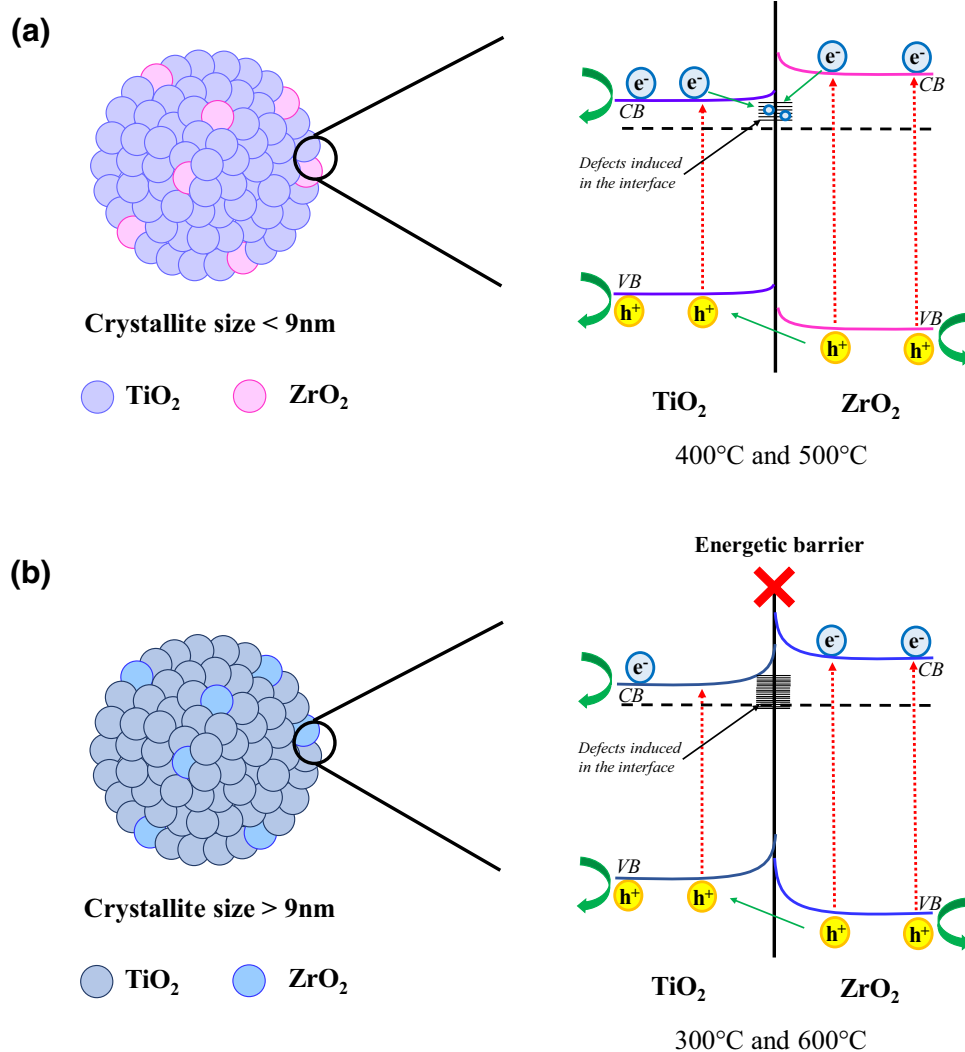 (a)
e⁻
e⁻
e⁻
e⁻
CB
CB
Defects induced
in the interface
VB
h⁺
h⁺
VB
h⁺
h⁺
Crystallite size < 9nm
TiO₂
ZrO₂
TiO₂
ZrO₂
400°C and 500°C
Energetic barrier
(b)
e⁻
e⁻
e⁻
CB
CB
Defects induced
in the interface
VB
h⁺
h⁺
VB
h⁺
h⁺
Crystallite size > 9nm
TiO₂
ZrO₂
TiO₂
ZrO₂
300°C and 600°C